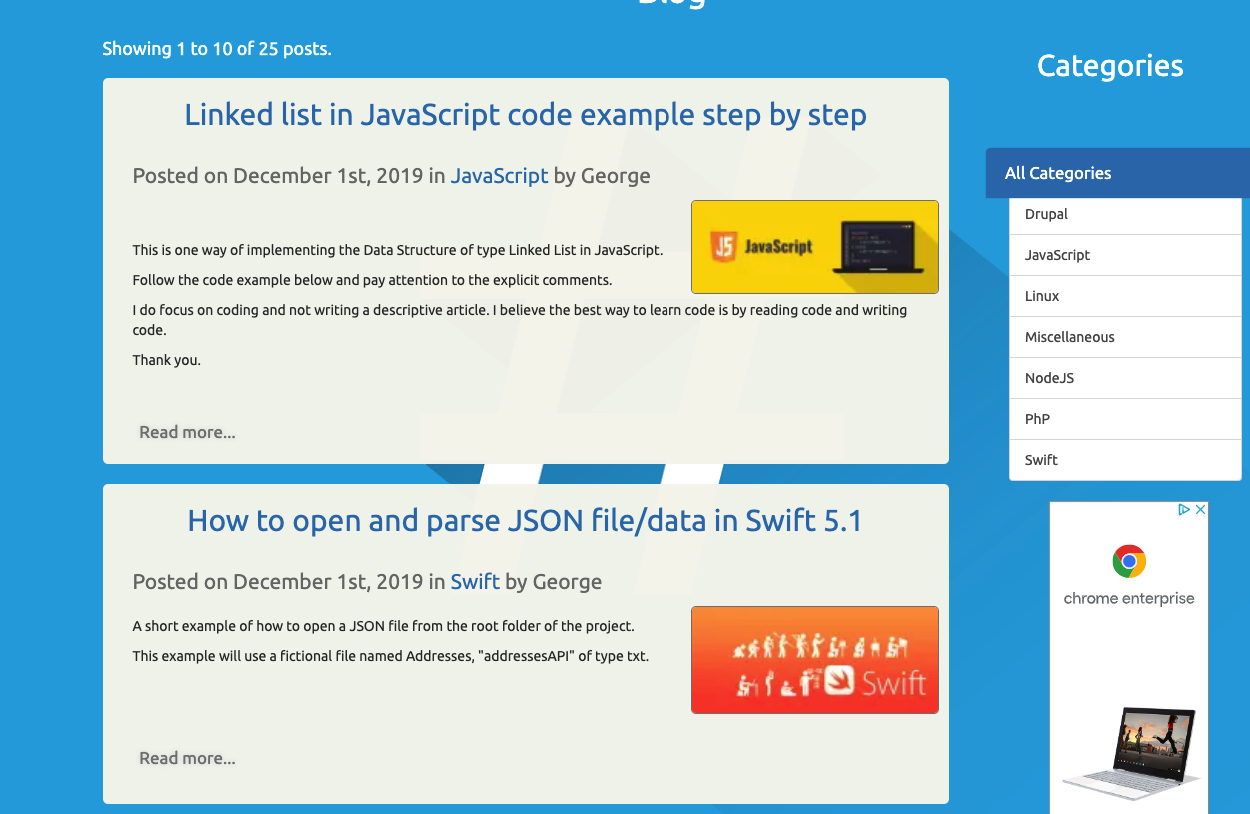 Blog
Showing 1 to 10 of 25 posts.
Categories
Linked list in JavaScript code example step by step
Posted on December 1st, 2019 in JavaScript by George
JS JavaScript
This is one way of implementing the Data Structure of type Linked List in JavaScript.
Follow the code example below and pay attention to the explicit comments.
I do focus on coding and not writing a descriptive article. I believe the best way to learn code is by reading code and writing
code.
Thank you.
Read more...
How to open and parse JSON file/data in Swift 5.1
Posted on December 1st, 2019 in Swift by George
A short example of how to open a JSON file from the root folder of the project.
This example will use a fictional file named Addresses, "addressesAPI" of type txt.
Swift
Read more...
All Categories
Drupal
JavaScript
Linux
Miscellaneous
NodeJS
PhP
Swift
chrome enterprise